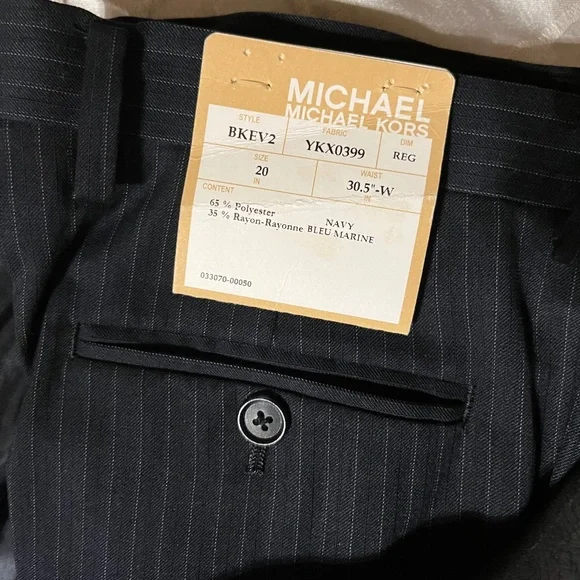 MICHAEL
MICHAEL KORS
STYLE FABRIC DIM
BKEV2 YKX0399 REG
SIZE WAIST
20 30.5"-W
IN IN
CONTENT
65 % Polyester NAVY
35 % Rayon-Rayonne BLEU MARINE
033070-00050